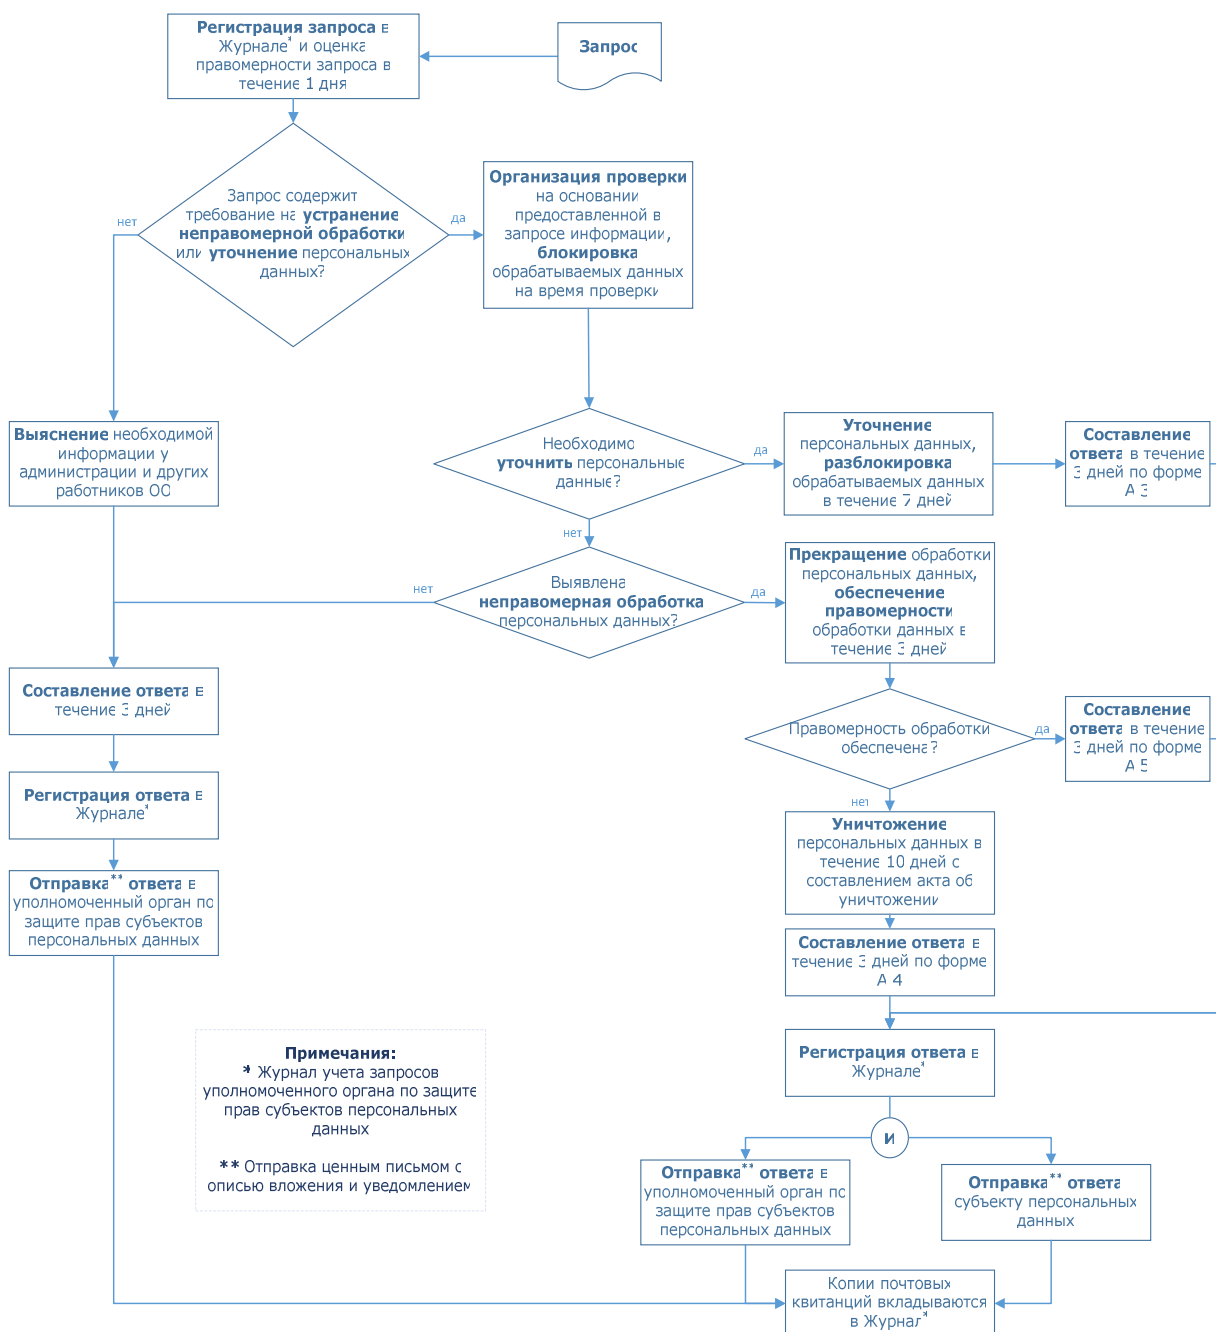 Регистрация запроса в
Журнале* и оценка
правомерности запроса в
течение 1 дня
Запрос
Запрос содержит
требование на устранение
неправомерной обработки
или уточнение персональных
данных?
нет
да
Организация проверки
на основании
предоставленной в
запросе информации,
блокировка
обрабатываемых данных
на время проверки
Выяснение необходимой
информации у
администрации и других
работников ОО
Необходимо
уточнить персональные
данные?
да
Уточнение
персональных данных,
разблокировка
обрабатываемых данных
в течение 7 дней
Составление
ответа в течение
3 дней по форме
А 3
нет
Выявлена
неправомерная обработка
персональных данных?
нет
да
Прекращение обработки
персональных данных,
обеспечение
правомерности
обработки данных в
течение 3 дней
Составление ответа в
течение 3 дней
Правомерность обработки
обеспечена?
да
Составление
ответа в течение
3 дней по форме
А 5
нет
Регистрация ответа в
Журнале*
Уничтожение
персональных данных в
течение 10 дней с
составлением акта об
уничтожении
Отправка** ответа в
уполномоченный орган по
защите прав субъектов
персональных данных
Составление ответа в
течение 3 дней по форме
А 4
Примечания:
* Журнал учета запросов
уполномоченного органа по защите
прав субъектов персональных
данных
** Отправка ценным письмом с
описью вложения и уведомлением
Регистрация ответа в
Журнале*
И
Отправка** ответа в
уполномоченный орган по
защите прав субъектов
персональных данных
Отправка** ответа
субъекту персональных
данных
Копии почтовых
квитанций вкладываются
в Журнал*